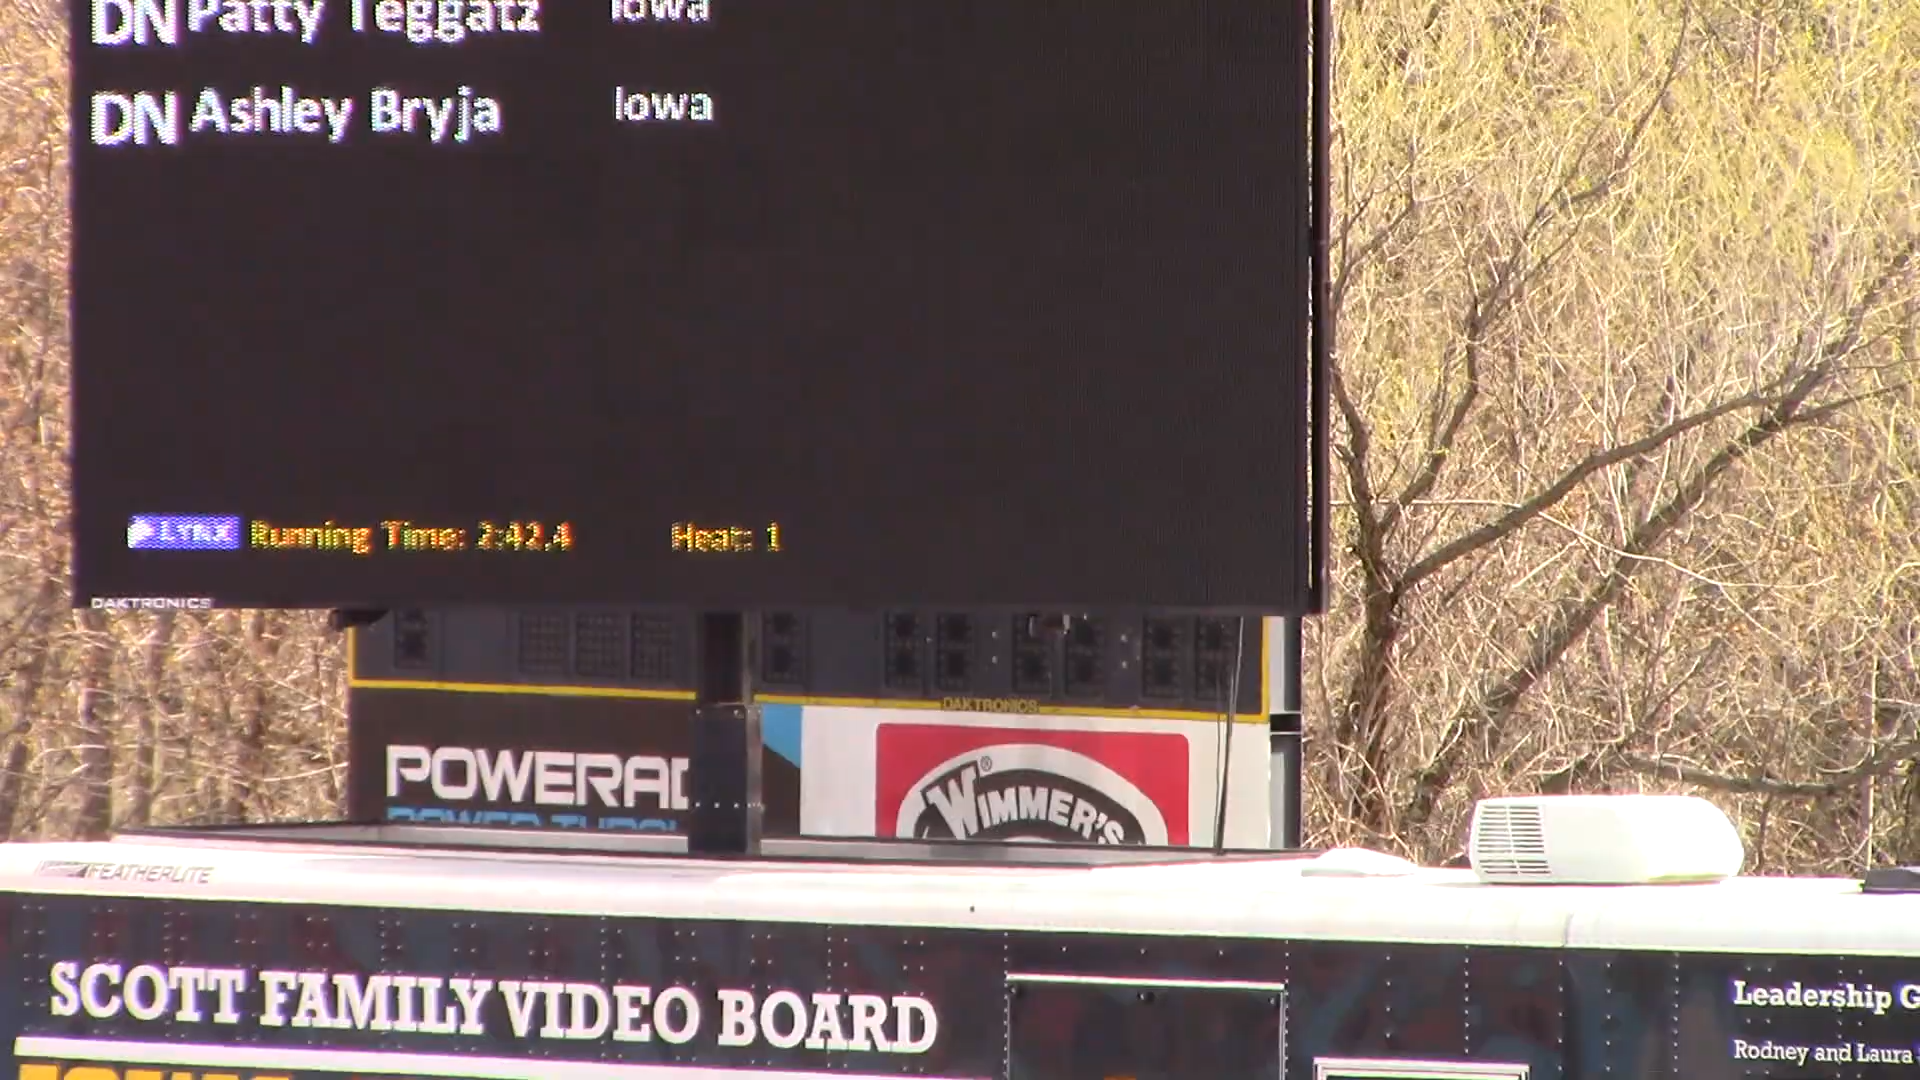 DN Patty Teggatz Iowa
DN Ashley Bryja Iowa
LYNX Running Time: 2:42.4 Heat: 1
DAKTRONICS
DAKTRONICS
POWERAD
WIMMER'S®
FEATHERLITE
SCOTT FAMILY VIDEO BOARD
Leadership G
Rodney and Laura